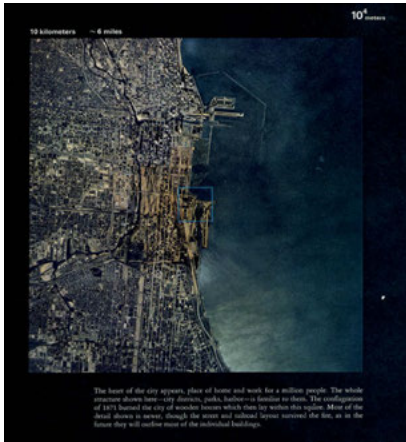 10⁴ meters
10 kilometers ~ 6 miles
The heart of the city appears, place of home and work for a million people. The whole
structure shown here—city districts, parks, harbor—is familiar to them. The conflagration
of 1871 burned the city of wooden houses which then lay within this square. Most of the
detail shown is newer, though the street and railroad layout survived the fire, as in the
future they will outlive most of the individual buildings.